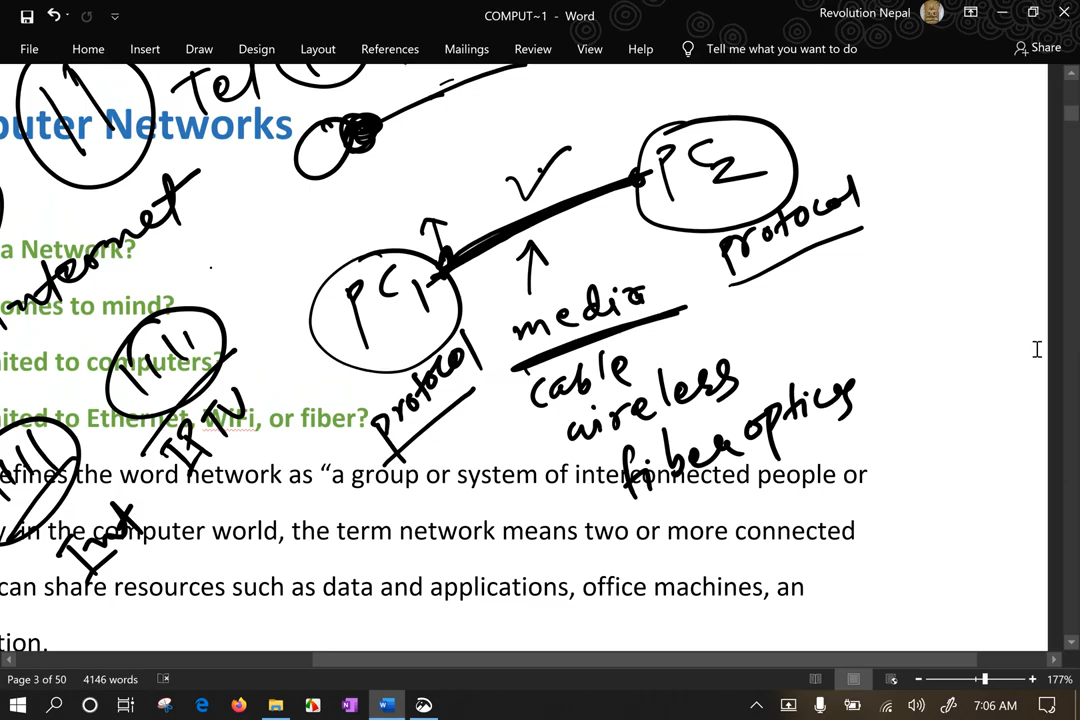 COMPUT~1 - Word
Revolution Nepal
File Home Insert Draw Design Layout References Mailings Review View Help Tell me what you want to do Share
Tel
puter Networks
PC2
protocol
a Network?
Internet
PC1
omes to mind?
media
ited to computers?
cable
protocol
wireless
ited to Ethernet, WiFi, or fiber?
fiber optics
IP TV
efines the word network as “a group or system of interconnected people or
Int
y, in the computer world, the term network means two or more connected
can share resources such as data and applications, office machines, an
tion.
Page 3 of 50 4146 words 177%
7:06 AM